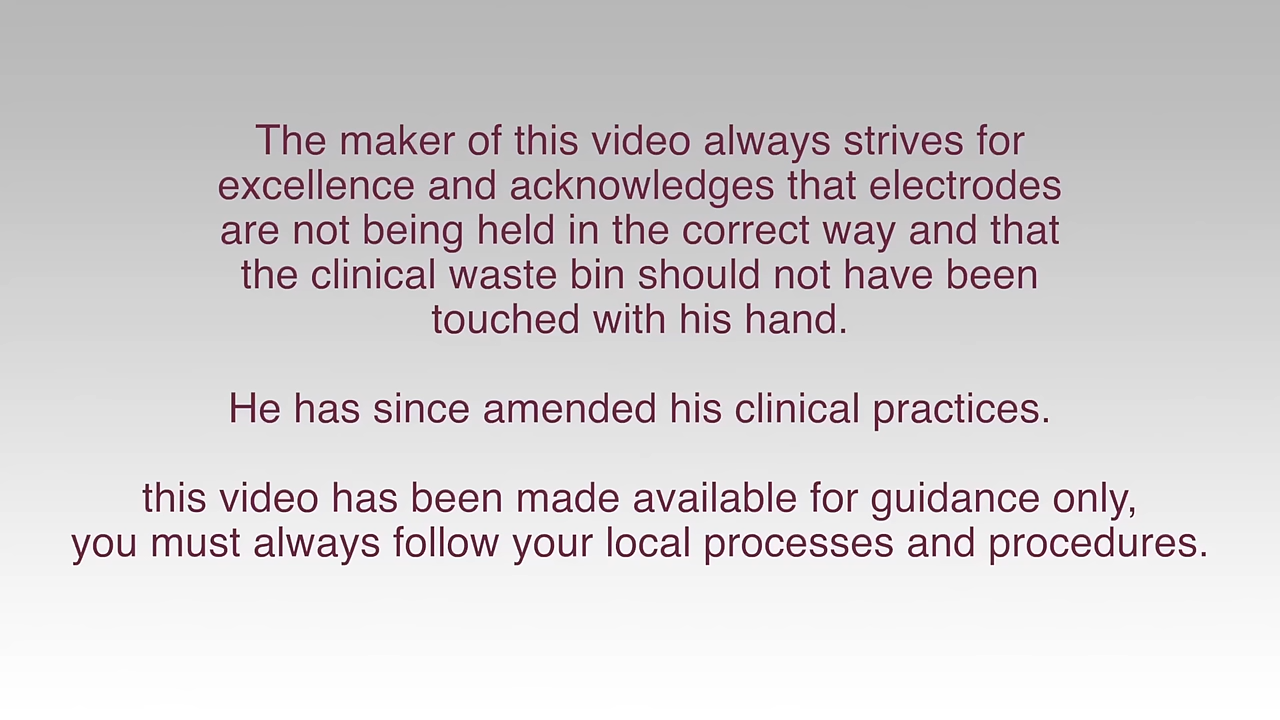 The maker of this video always strives for
excellence and acknowledges that electrodes
are not being held in the correct way and that
the clinical waste bin should not have been
touched with his hand.
He has since amended his clinical practices.
this video has been made available for guidance only,
you must always follow your local processes and procedures.